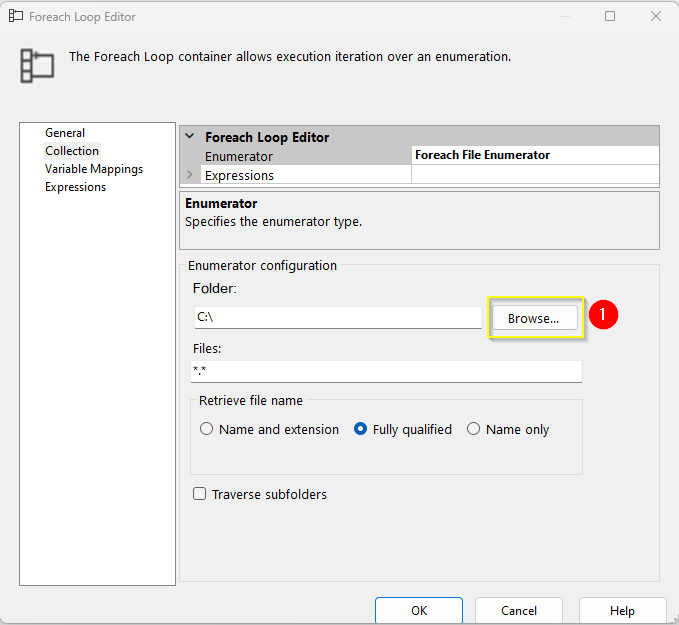 Foreach Loop Editor
The Foreach Loop container allows execution iteration over an enumeration.
General
Collection
Variable Mappings
Expressions
Foreach Loop Editor
Enumerator Foreach File Enumerator
Expressions
Enumerator
Specifies the enumerator type.
Enumerator configuration
Folder:
C:\
Browse...
1
Files:
*.*
Retrieve file name
Name and extension
Fully qualified
Name only
Traverse subfolders
OK
Cancel
Help